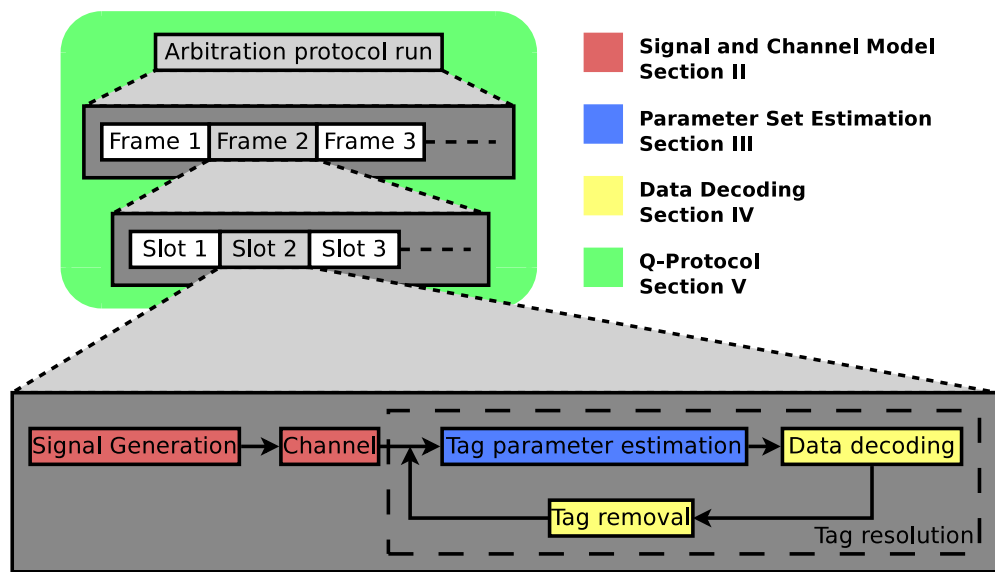 Arbitration protocol run
Frame 1 Frame 2 Frame 3
Slot 1 Slot 2 Slot 3
Signal and Channel Model
Section II
Parameter Set Estimation
Section III
Data Decoding
Section IV
Q-Protocol
Section V
Signal Generation Channel Tag parameter estimation Data decoding
Tag removal
Tag resolution